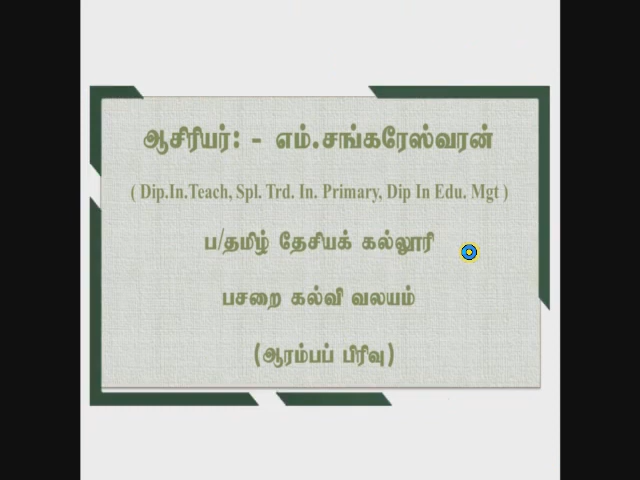 ஆசிரியர்: - எம்.சங்கரேஸ்வரன்
( Dip.In.Teach, Spl. Trd. In. Primary, Dip In Edu. Mgt )
ப/தமிழ் தேசியக் கல்லூரி
பசறை கல்வி வலயம்
(ஆரம்பப் பிரிவு)